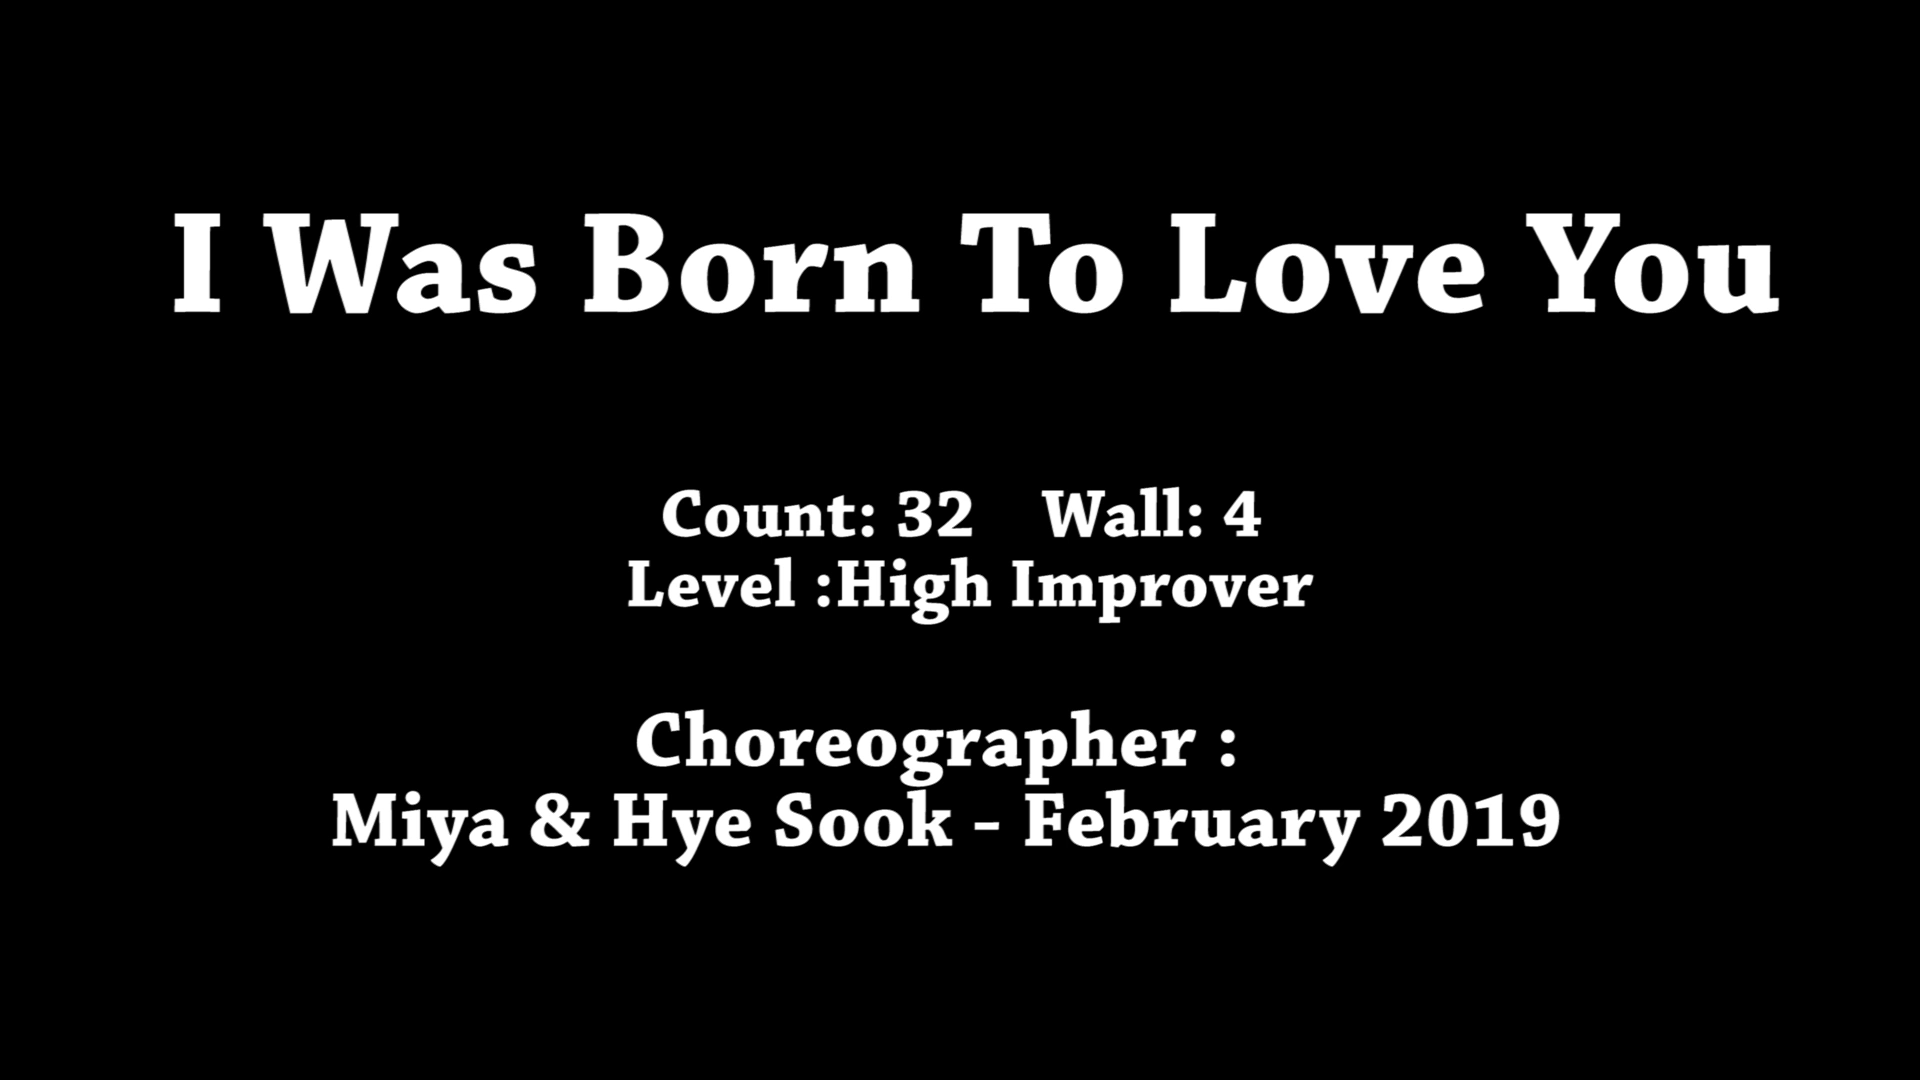 I Was Born To Love You
Count: 32 Wall: 4
Level :High Improver
Choreographer :
Miya & Hye Sook - February 2019